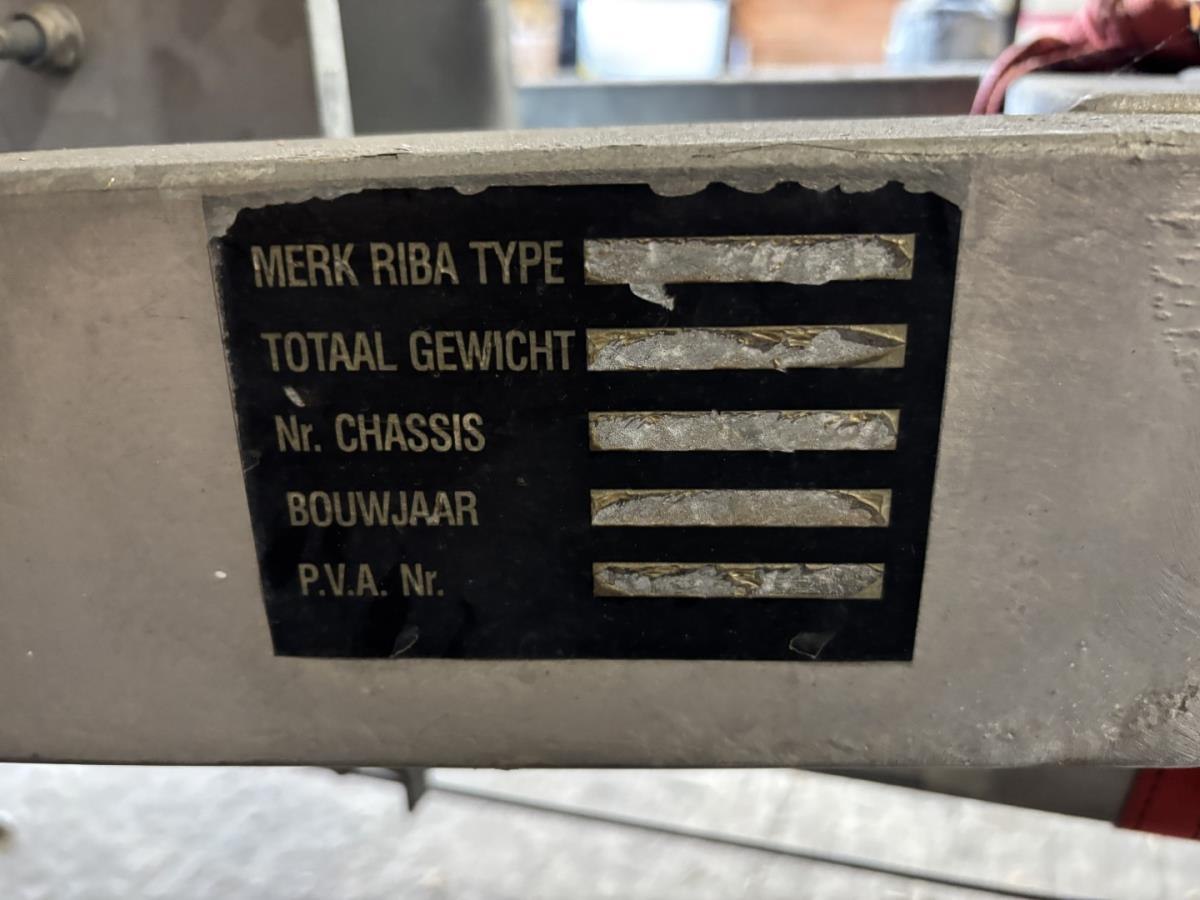 MERK RIBA TYPE
TOTAAL GEWICHT
Nr. CHASSIS
BOUWJAAR
P.V.A. Nr.